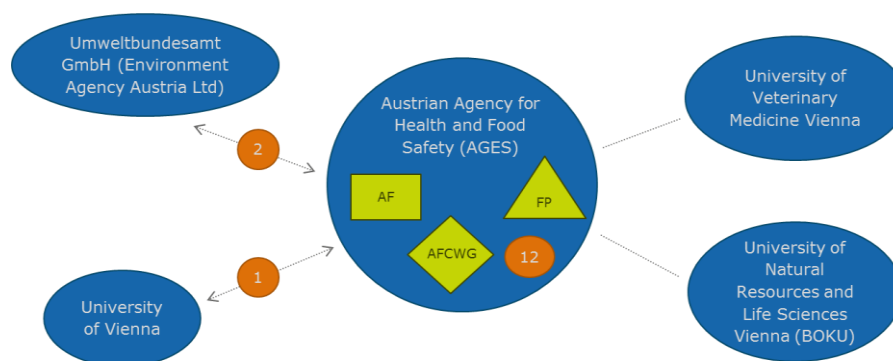 Umweltbundesamt
GmbH (Environment
Agency Austria Ltd)
2
1
University
of Vienna
Austrian Agency for
Health and Food
Safety (AGES)
AF
FP
AFCWG
12
University of
Veterinary
Medicine Vienna
University of
Natural
Resources and
Life Sciences
Vienna (BOKU)